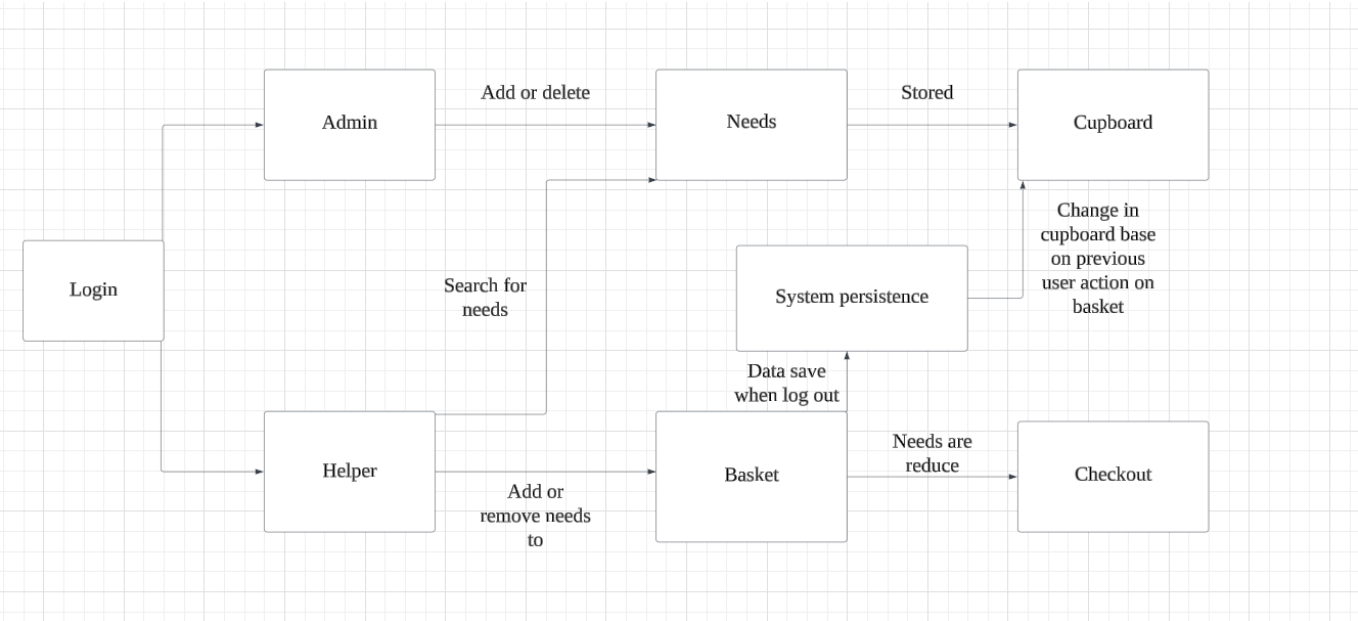 Add or delete
Stored
Admin
Needs
Cupboard
Change in
cupboard base
on previous
user action on
basket
Login
Search for
needs
System persistence
Data save
when log out
Needs are
reduce
Helper
Basket
Checkout
Add or
remove needs
to